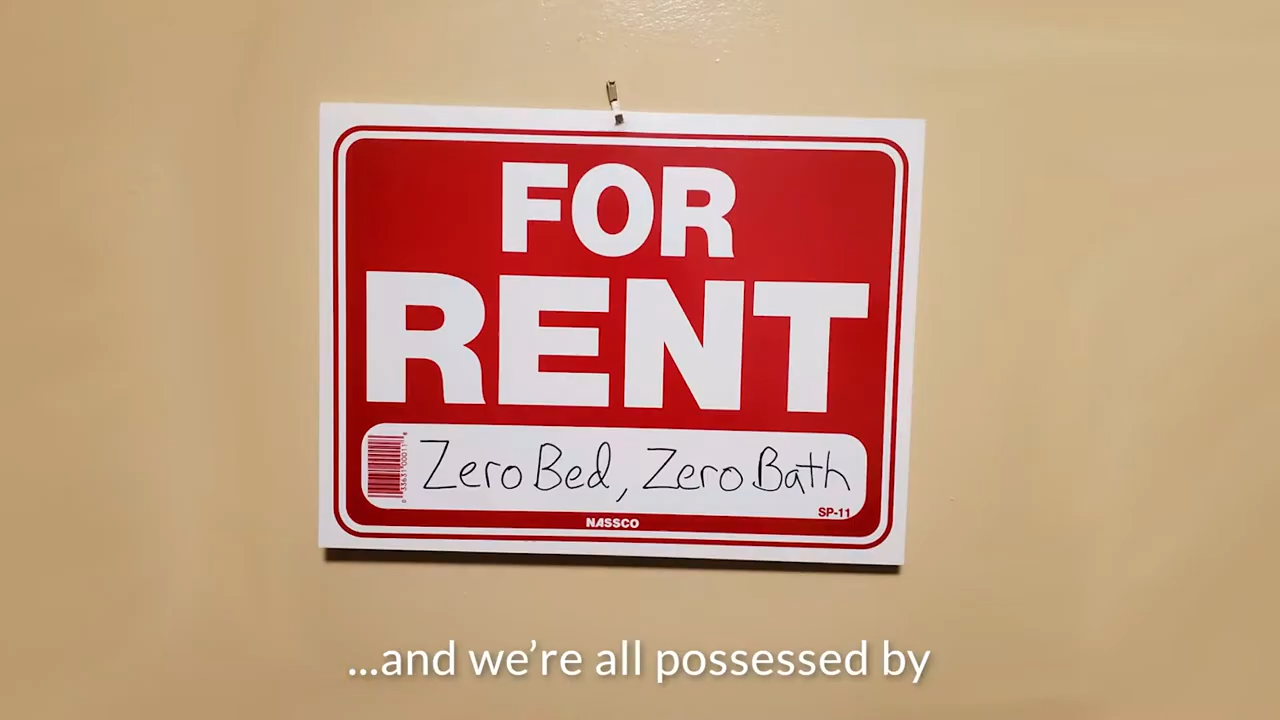 FOR
RENT
Zero Bed, Zero Bath
SP-11
NASSCO
...and we're all possessed by